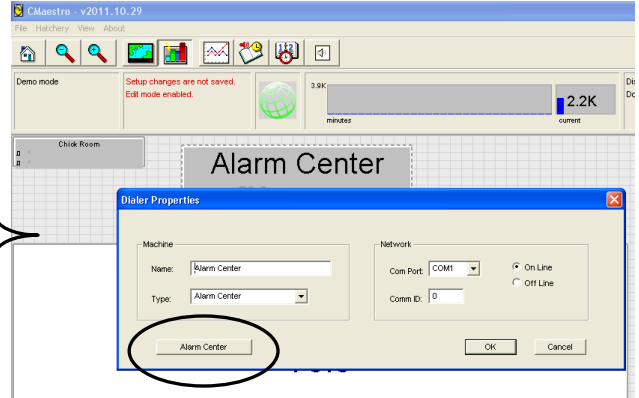 CMaestro - v2011.10.29
File Hatchery View About
Demo mode
Setup changes are not saved.
Edit mode enabled.
3.9K
minutes
2.2K
current
Dis
Do
Chick Room
Alarm Center
Dialer Properties
Machine
Name: Alarm Center
Type: Alarm Center
Network
Com Port: COM1
On Line
Off Line
Comm ID: 0
Alarm Center
OK
Cancel